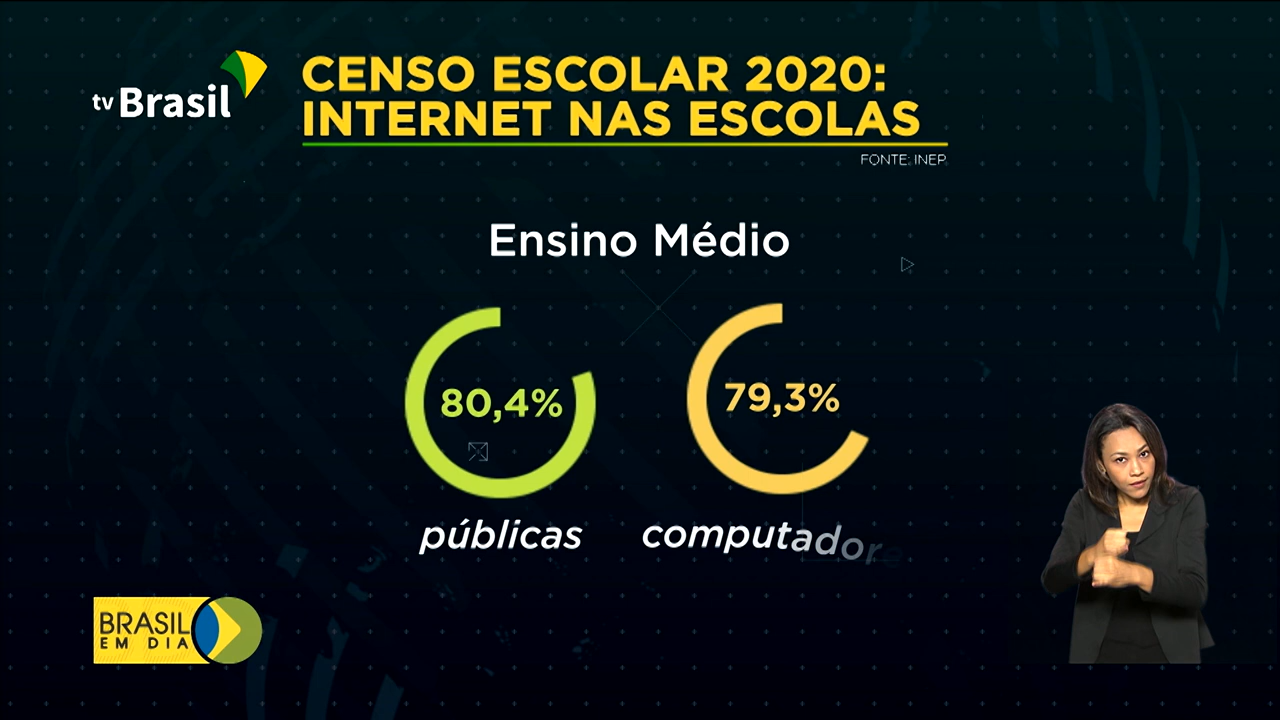 tv Brasil
CENSO ESCOLAR 2020:
INTERNET NAS ESCOLAS
FONTE: INEP
Ensino Médio
80,4%
79,3%
públicas
computadore
BRASIL
EM DIA